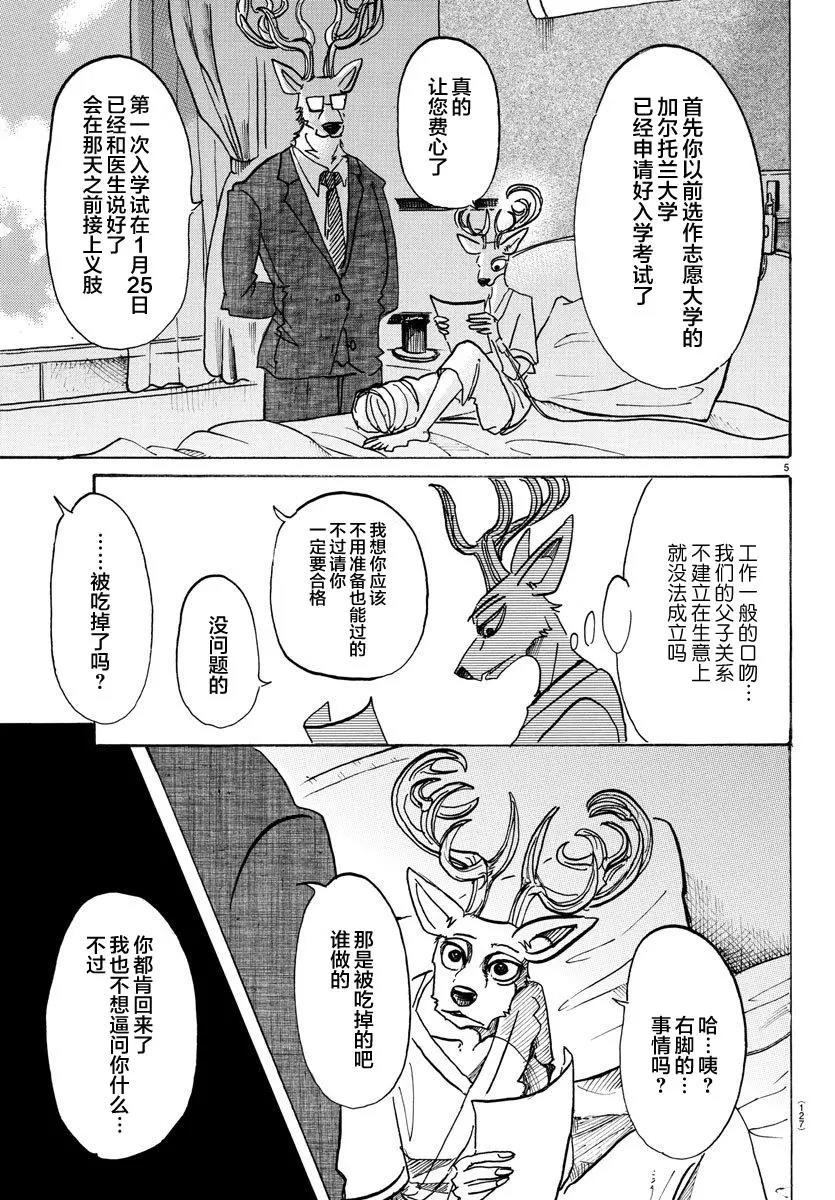 首先你以前选作志愿大学的
加尔托兰大学
已经申请好入学考试了
真的
让您费心了
第一次入学试在1月25日
已经和医生说好了
会在那天之前接上义肢
5
工作一般的口吻…
我们的父子关系
不建立在生意上
就没法成立吗
我想你应该
不用准备也能过的
不过请你
一定要合格
没问题的
……被吃掉了吗？
哈…咦？
右脚的…
事情吗？
那是被吃掉的吧
谁做的
你都肯回来了
我也不想逼问你什么…
不过
(127)